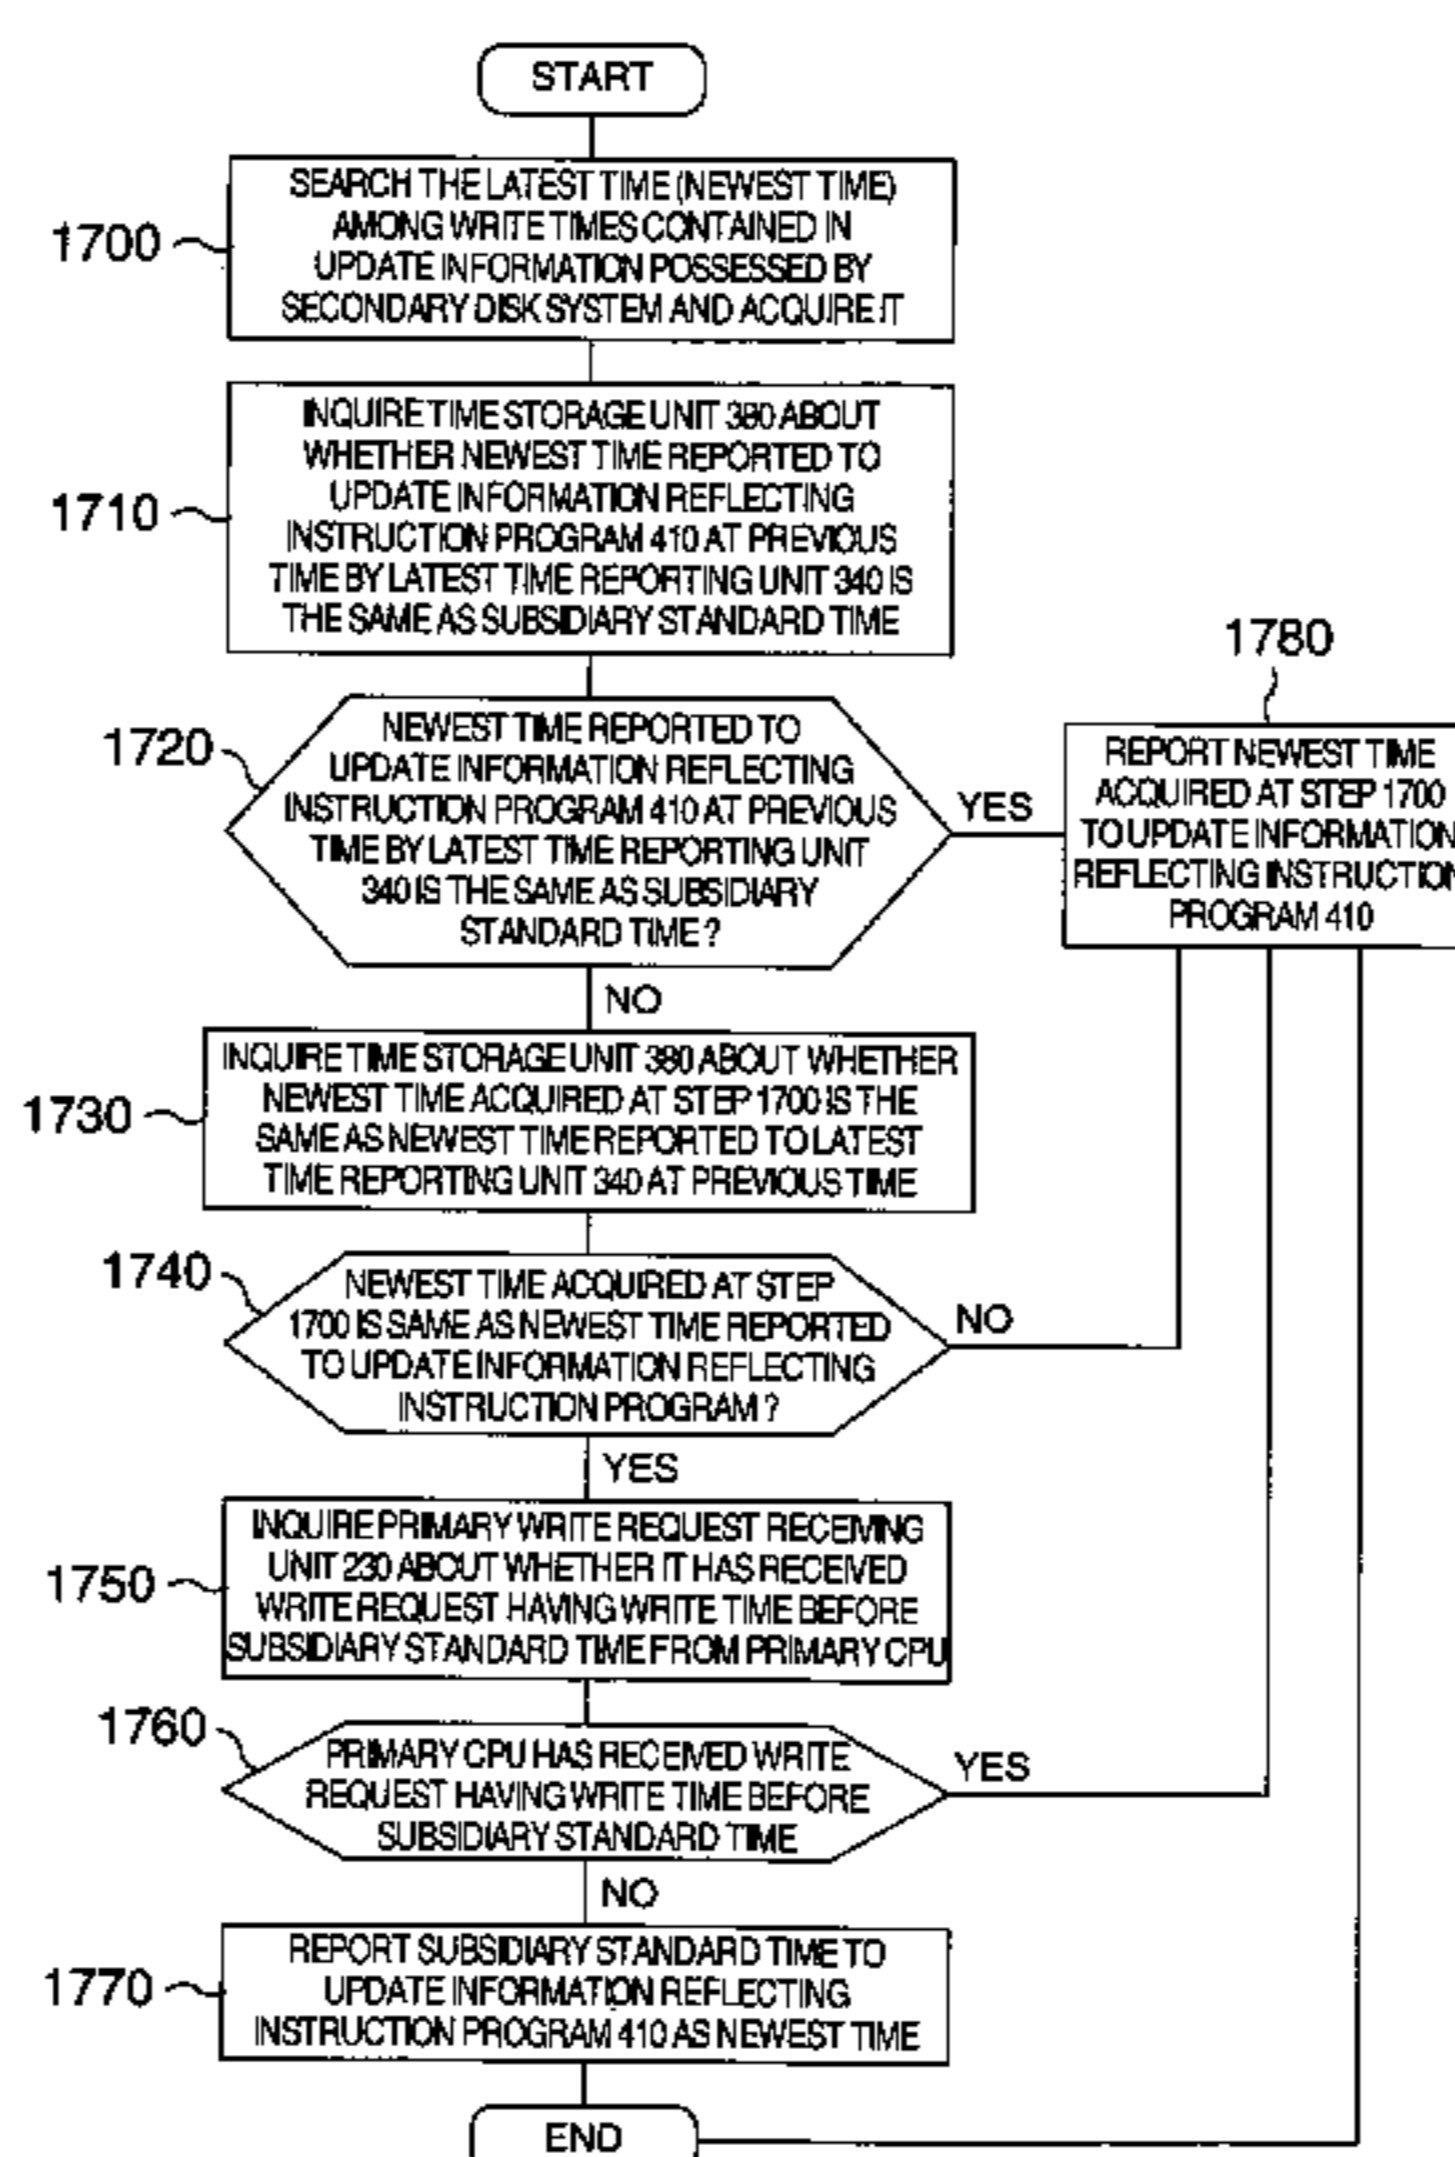 START
1700
SEARCH THE LATEST TIME (NEWEST TIME)
AMONG WRITE TIMES CONTAINED IN
UPDATE INFORMATION POSSESSED BY
SECONDARY DISK SYSTEM AND ACQUIRE IT
1710
INQUIRE TIME STORAGE UNIT 380 ABOUT
WHETHER NEWEST TIME REPORTED TO
UPDATE INFORMATION REFLECTING
INSTRUCTION PROGRAM 410 AT PREVIOUS
TIME BY LATEST TIME REPORTING UNIT 340 IS
THE SAME AS SUBSIDIARY STANDARD TIME
1720
NEWEST TIME REPORTED TO
UPDATE INFORMATION REFLECTING
INSTRUCTION PROGRAM 410 AT PREVIOUS
TIME BY LATEST TIME REPORTING UNIT
340 IS THE SAME AS SUBSIDIARY
STANDARD TIME ?
YES
1780
REPORT NEWEST TIME
ACQUIRED AT STEP 1700
TO UPDATE INFORMATION
REFLECTING INSTRUCTION
PROGRAM 410
NO
1730
INQUIRE TIME STORAGE UNIT 380 ABOUT WHETHER
NEWEST TIME ACQUIRED AT STEP 1700 IS THE
SAME AS NEWEST TIME REPORTED TO LATEST
TIME REPORTING UNIT 340 AT PREVIOUS TIME
1740
NEWEST TIME ACQUIRED AT STEP
1700 IS SAME AS NEWEST TIME REPORTED
TO UPDATE INFORMATION REFLECTING
INSTRUCTION PROGRAM ?
NO
YES
1750
INQUIRE PRIMARY WRITE REQUEST RECEIVING
UNIT 230 ABOUT WHETHER IT HAS RECEIVED
WRITE REQUEST HAVING WRITE TIME BEFORE
SUBSIDIARY STANDARD TIME FROM PRIMARY CPU
1760
PRIMARY CPU HAS RECEIVED WRITE
REQUEST HAVING WRITE TIME BEFORE
SUBSIDIARY STANDARD TIME
YES
NO
1770
REPORT SUBSIDIARY STANDARD TIME TO
UPDATE INFORMATION REFLECTING
INSTRUCTION PROGRAM 410 AS NEWEST TIME
END